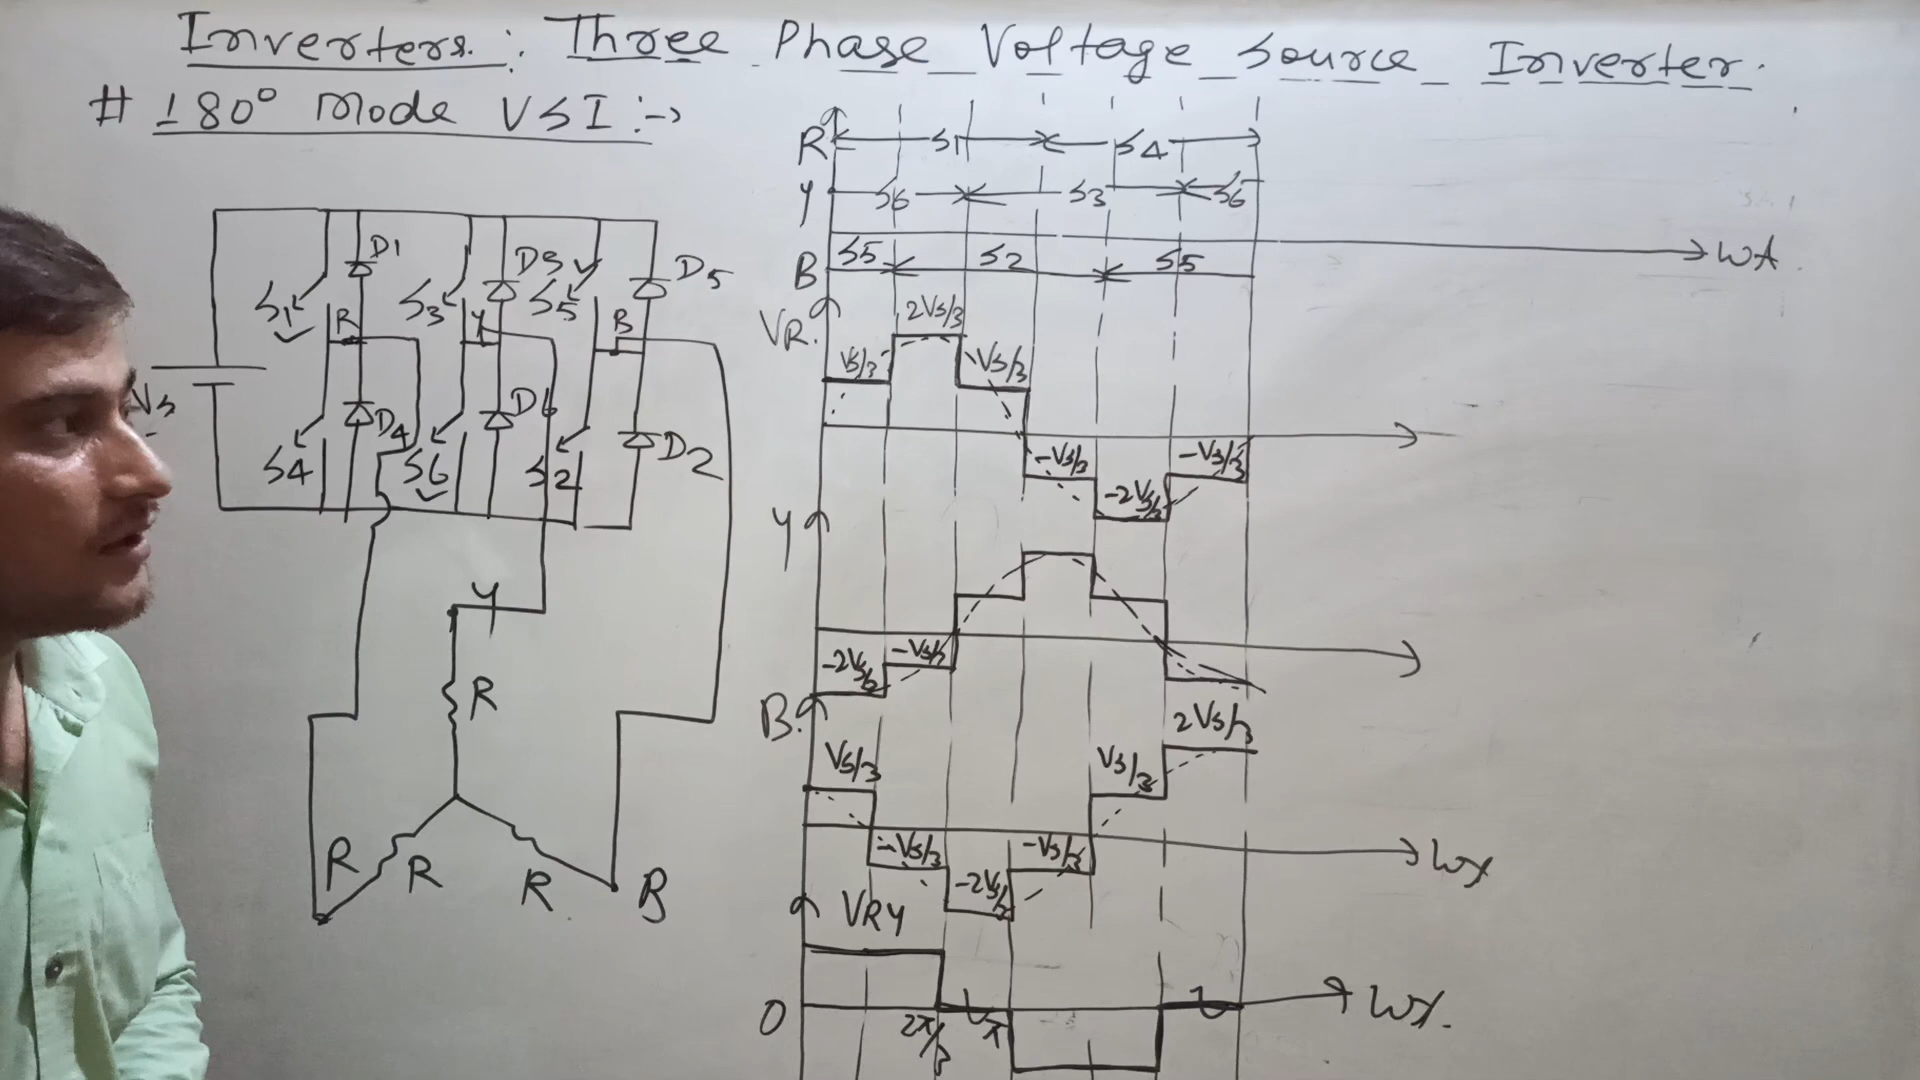 Inverters: Three Phase Voltage Source Inverter.
# 180° Mode VSI :->
R S1 S4
Y S6 S3 S6
ωt
B S5 S2 S5
D1 D3 D5
S1 S3 S5
R Y B
Vs
D4 D6 D2
S4 S6 S2
Y
R
R R R B
VR.
Vs/3 2Vs/3 Vs/3
-Vs/3 -2Vs/3 -Vs/3
Y
-2Vs/3 -Vs/3
B.
Vs/3 -Vs/3 -2Vs/3 -Vs/3 Vs/3 2Vs/3
ωt
VRY
0 2π/3 π ωt.